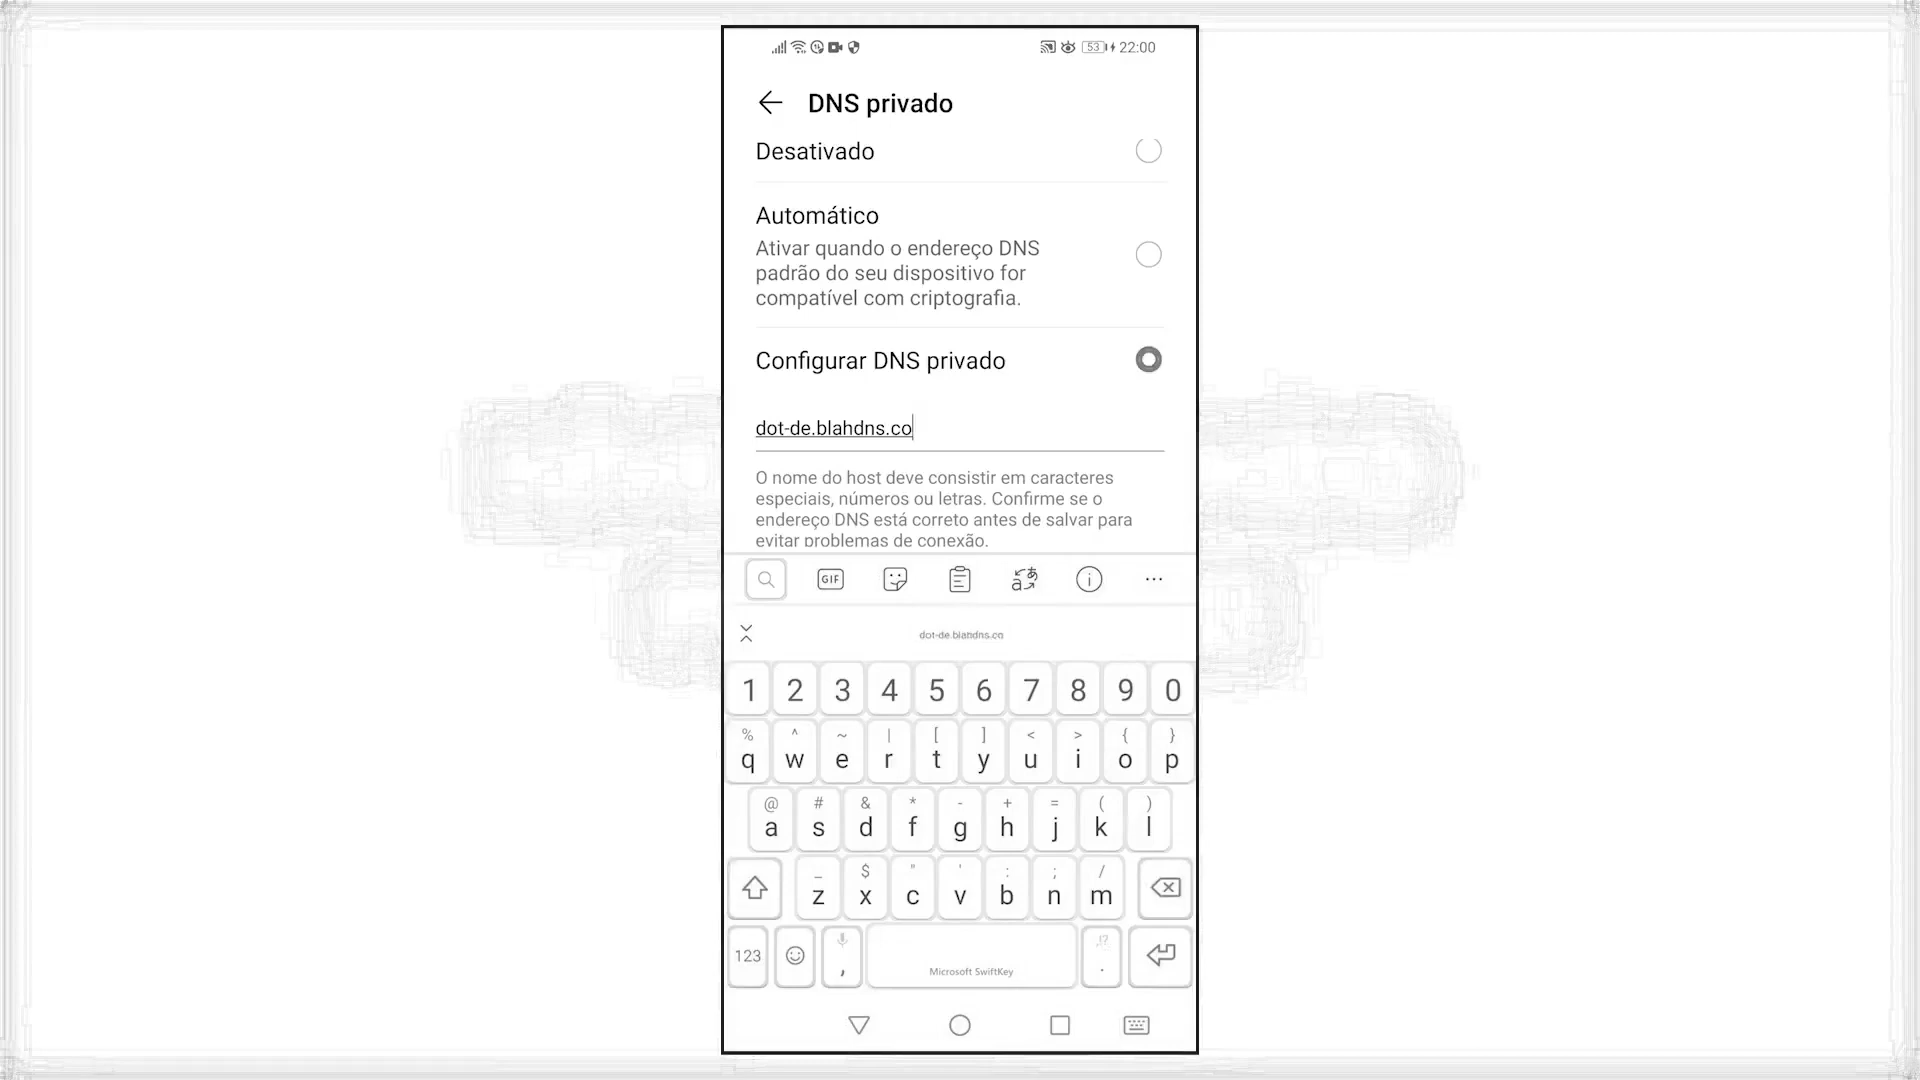 53 22:00
DNS privado
Desativado
Automático
Ativar quando o endereço DNS
padrão do seu dispositivo for
compatível com criptografia.
Configurar DNS privado
dot-de.blahdns.co
O nome do host deve consistir em caracteres
especiais, números ou letras. Confirme se o
endereço DNS está correto antes de salvar para
evitar problemas de conexão.
GIF
dot-de.blahdns.co
1 2 3 4 5 6 7 8 9 0
% ^ ~ | [ ] < > { }
q w e r t y u i o p
@ # & * - + = ( )
a s d f g h j k l
_ $ " ' : ; /
z x c v b n m
123 , Microsoft SwiftKey .